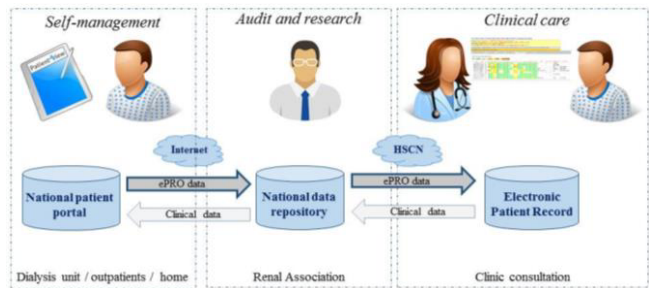 Self-management
Audit and research
Clinical care
Patient View
Internet
HSCN
National patient
portal
ePRO data
Clinical data
National data
repository
ePRO data
Clinical data
Electronic
Patient Record
Dialysis unit / outpatients / home
Renal Association
Clinic consultation